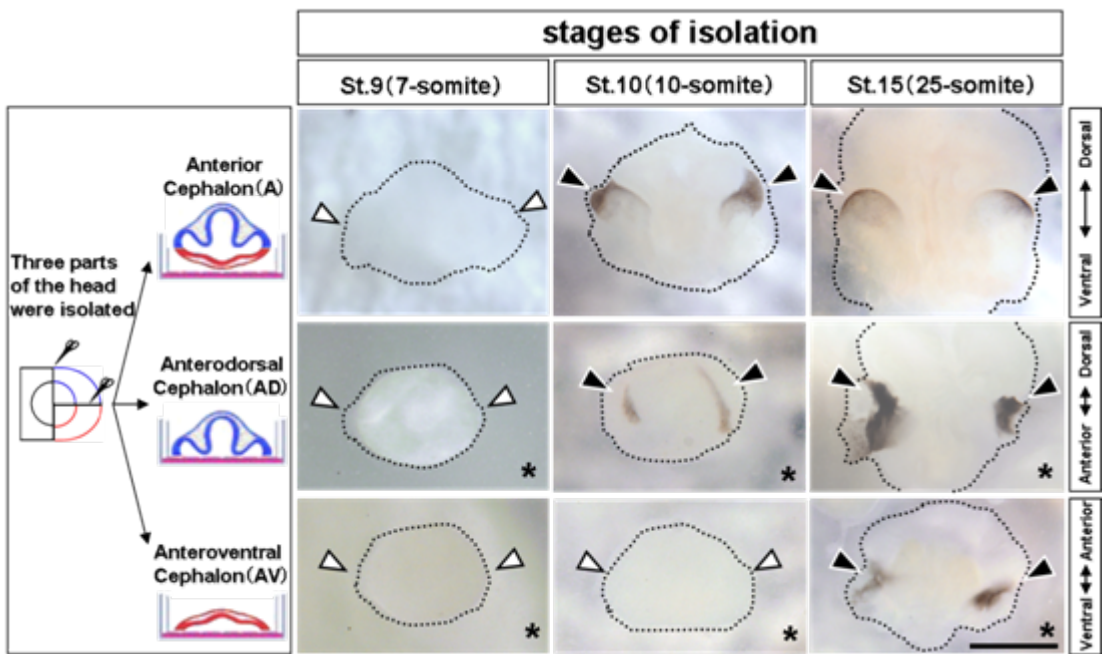 stages of isolation
St.9(7-somite)
St.10(10-somite)
St.15(25-somite)
Anterior
Cephalon(A)
Three parts
of the head
were isolated
Anterodorsal
Cephalon(AD)
Anteroventral
Cephalon(AV)
*
*
*
*
*
*
Ventral ↔ Dorsal
Anterior ↔ Dorsal
Ventral ↔ Anterior